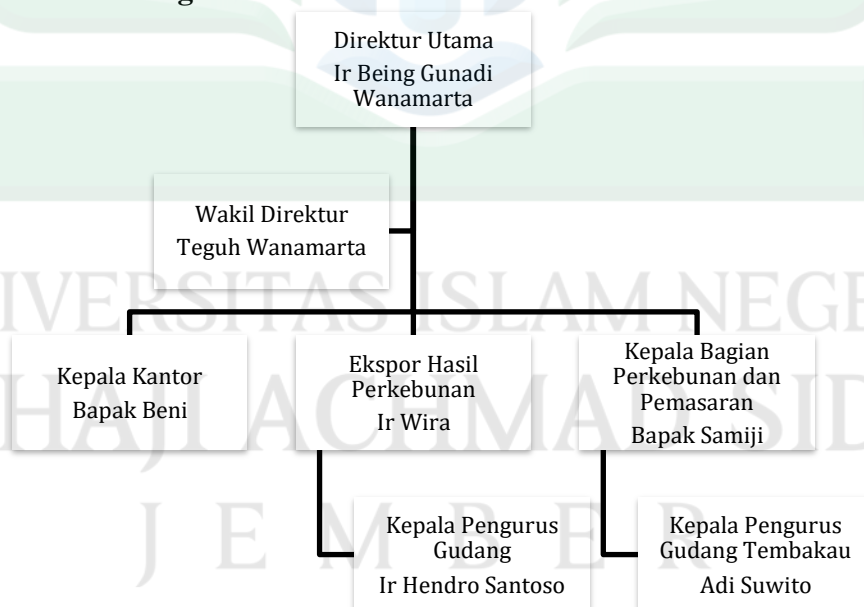 Direktur Utama
Ir Being Gunadi
Wanamarta
Wakil Direktur
Teguh Wanamarta
Kepala Kantor
Bapak Beni
Ekspor Hasil
Perkebunan
Ir Wira
Kepala Bagian
Perkebunan dan
Pemasaran
Bapak Samiji
Kepala Pengurus
Gudang
Ir Hendro Santoso
Kepala Pengurus
Gudang Tembakau
Adi Suwito
J E M B E R